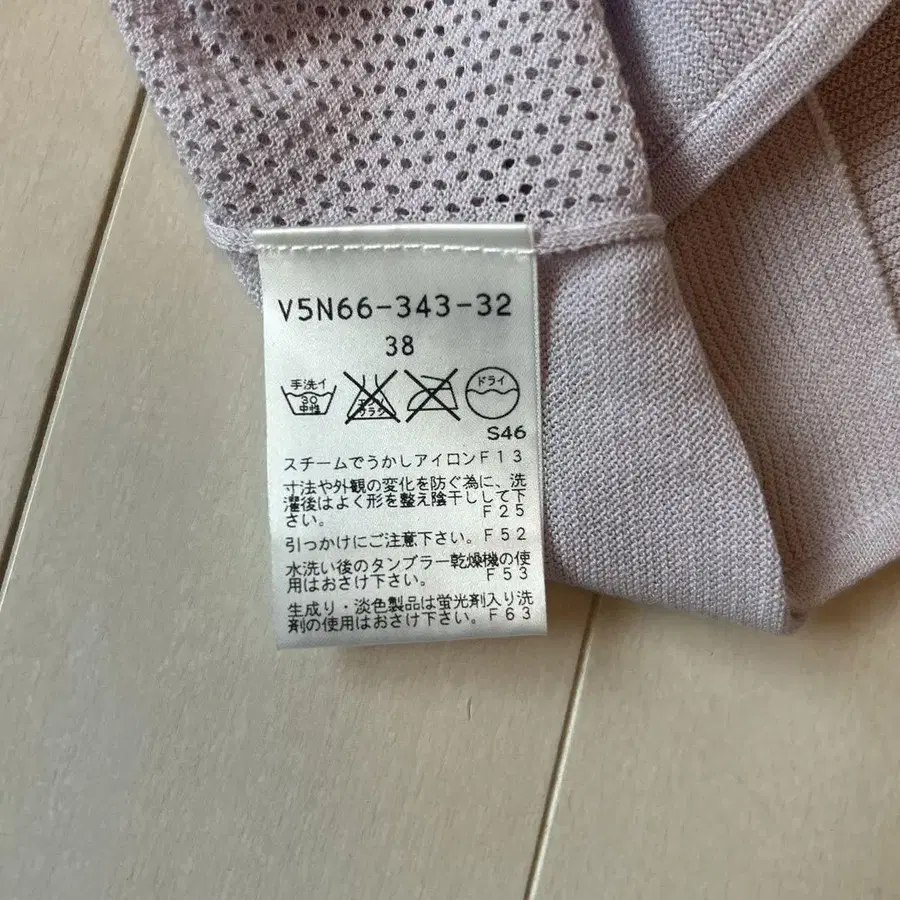 V5N66-343-32
38
手洗イ
30
中性
エンソ
サラシ
ドライ
S46
スチームでうかしアイロンF13
寸法や外観の変化を防ぐ為に、洗
濯後はよく形を整え陰干しして下
さい。 F25
引っかけにご注意下さい。F52
水洗い後のタンブラー乾燥機の使
用はおさけ下さい。 F53
生成り・淡色製品は蛍光剤入り洗
剤の使用はおさけ下さい。F63